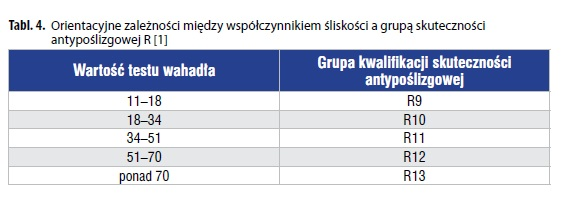 Tabl. 4. Orientacyjne zależności między współczynnikiem śliskości a grupą skuteczności
antypoślizgowej R [1]
Wartość testu wahadła Grupa kwalifikacji skuteczności
antypoślizgowej
11–18 R9
18–34 R10
34–51 R11
51–70 R12
ponad 70 R13